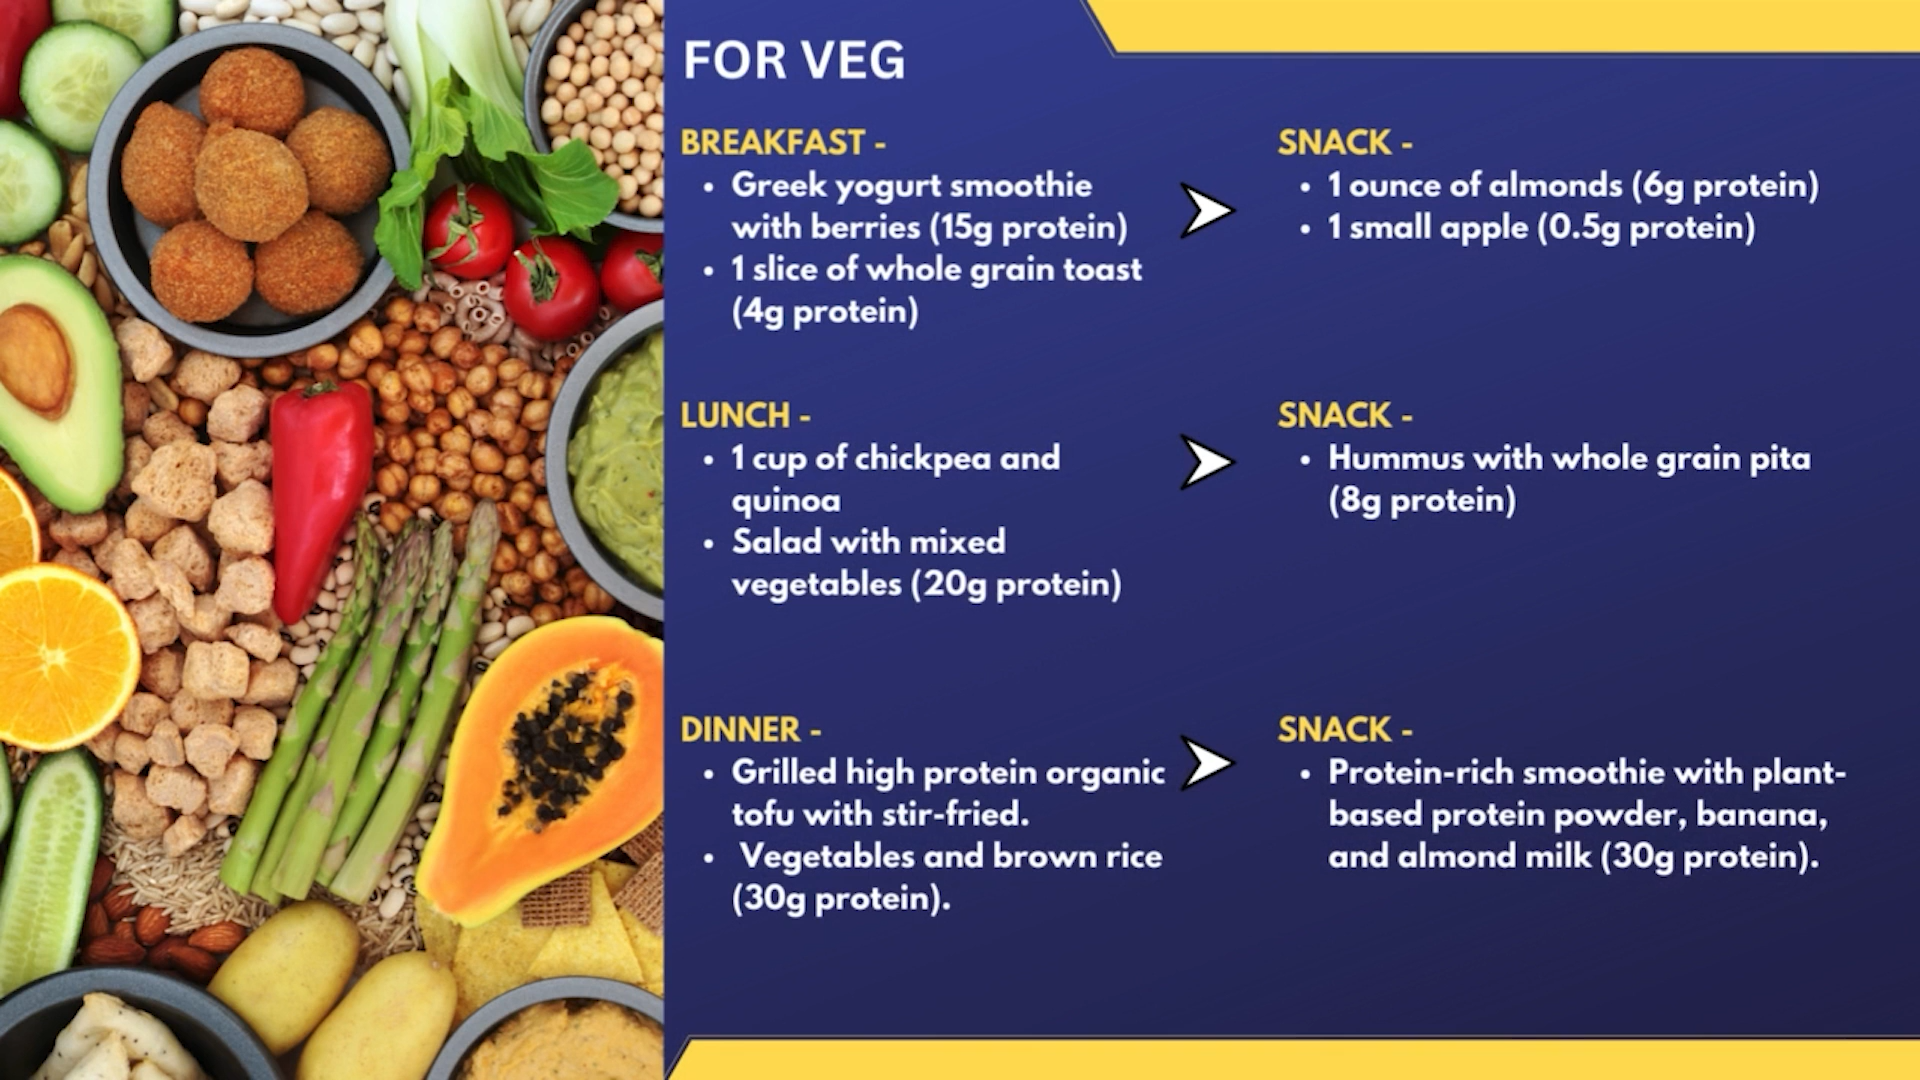 FOR VEG
BREAKFAST -
• Greek yogurt smoothie
with berries (15g protein)
• 1 slice of whole grain toast
(4g protein)
SNACK -
• 1 ounce of almonds (6g protein)
• 1 small apple (0.5g protein)
LUNCH -
• 1 cup of chickpea and
quinoa
• Salad with mixed
vegetables (20g protein)
SNACK -
• Hummus with whole grain pita
(8g protein)
DINNER -
• Grilled high protein organic
tofu with stir-fried.
• Vegetables and brown rice
(30g protein).
SNACK -
• Protein-rich smoothie with plant-
based protein powder, banana,
and almond milk (30g protein).